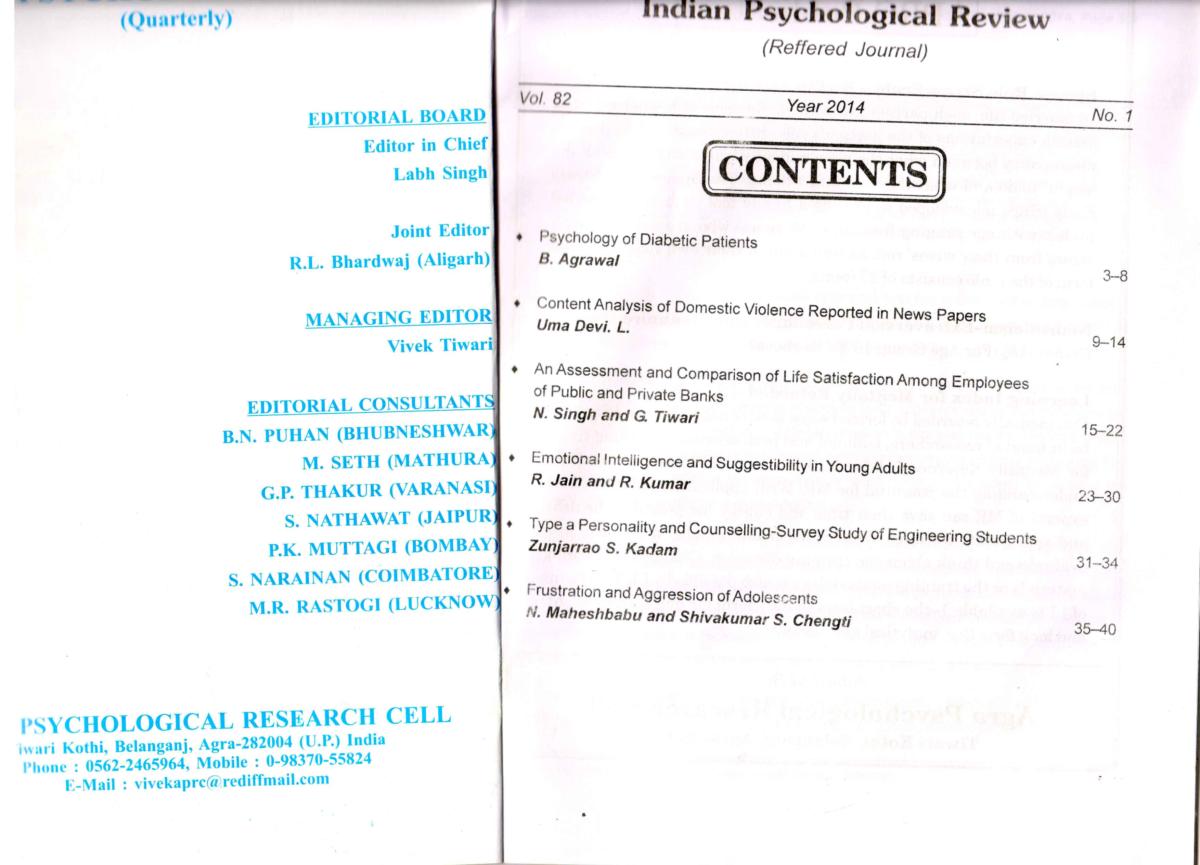 (Quarterly)
EDITORIAL BOARD
Editor in Chief
Labh Singh
Joint Editor
R.L. Bhardwaj (Aligarh)
MANAGING EDITOR
Vivek Tiwari
EDITORIAL CONSULTANTS
B.N. PUHAN (BHUBNESHWAR)
M. SETH (MATHURA)
G.P. THAKUR (VARANASI)
S. NATHAWAT (JAIPUR)
P.K. MUTTAGI (BOMBAY)
S. NARAINAN (COIMBATORE)
M.R. RASTOGI (LUCKNOW)
PSYCHOLOGICAL RESEARCH CELL
iwari Kothi, Belanganj, Agra-282004 (U.P.) India
Phone : 0562-2465964, Mobile : 0-98370-55824
E-Mail : vivekaprc@rediffmail.com
Indian Psychological Review
(Reffered Journal)
Vol. 82 Year 2014 No. 1
CONTENTS
♦ Psychology of Diabetic Patients
B. Agrawal 3–8
♦ Content Analysis of Domestic Violence Reported in News Papers
Uma Devi. L. 9–14
♦ An Assessment and Comparison of Life Satisfaction Among Employees
of Public and Private Banks
N. Singh and G. Tiwari 15–22
♦ Emotional Intelligence and Suggestibility in Young Adults
R. Jain and R. Kumar 23–30
♦ Type a Personality and Counselling-Survey Study of Engineering Students
Zunjarrao S. Kadam 31–34
♦ Frustration and Aggression of Adolescents
N. Maheshbabu and Shivakumar S. Chengti 35–40